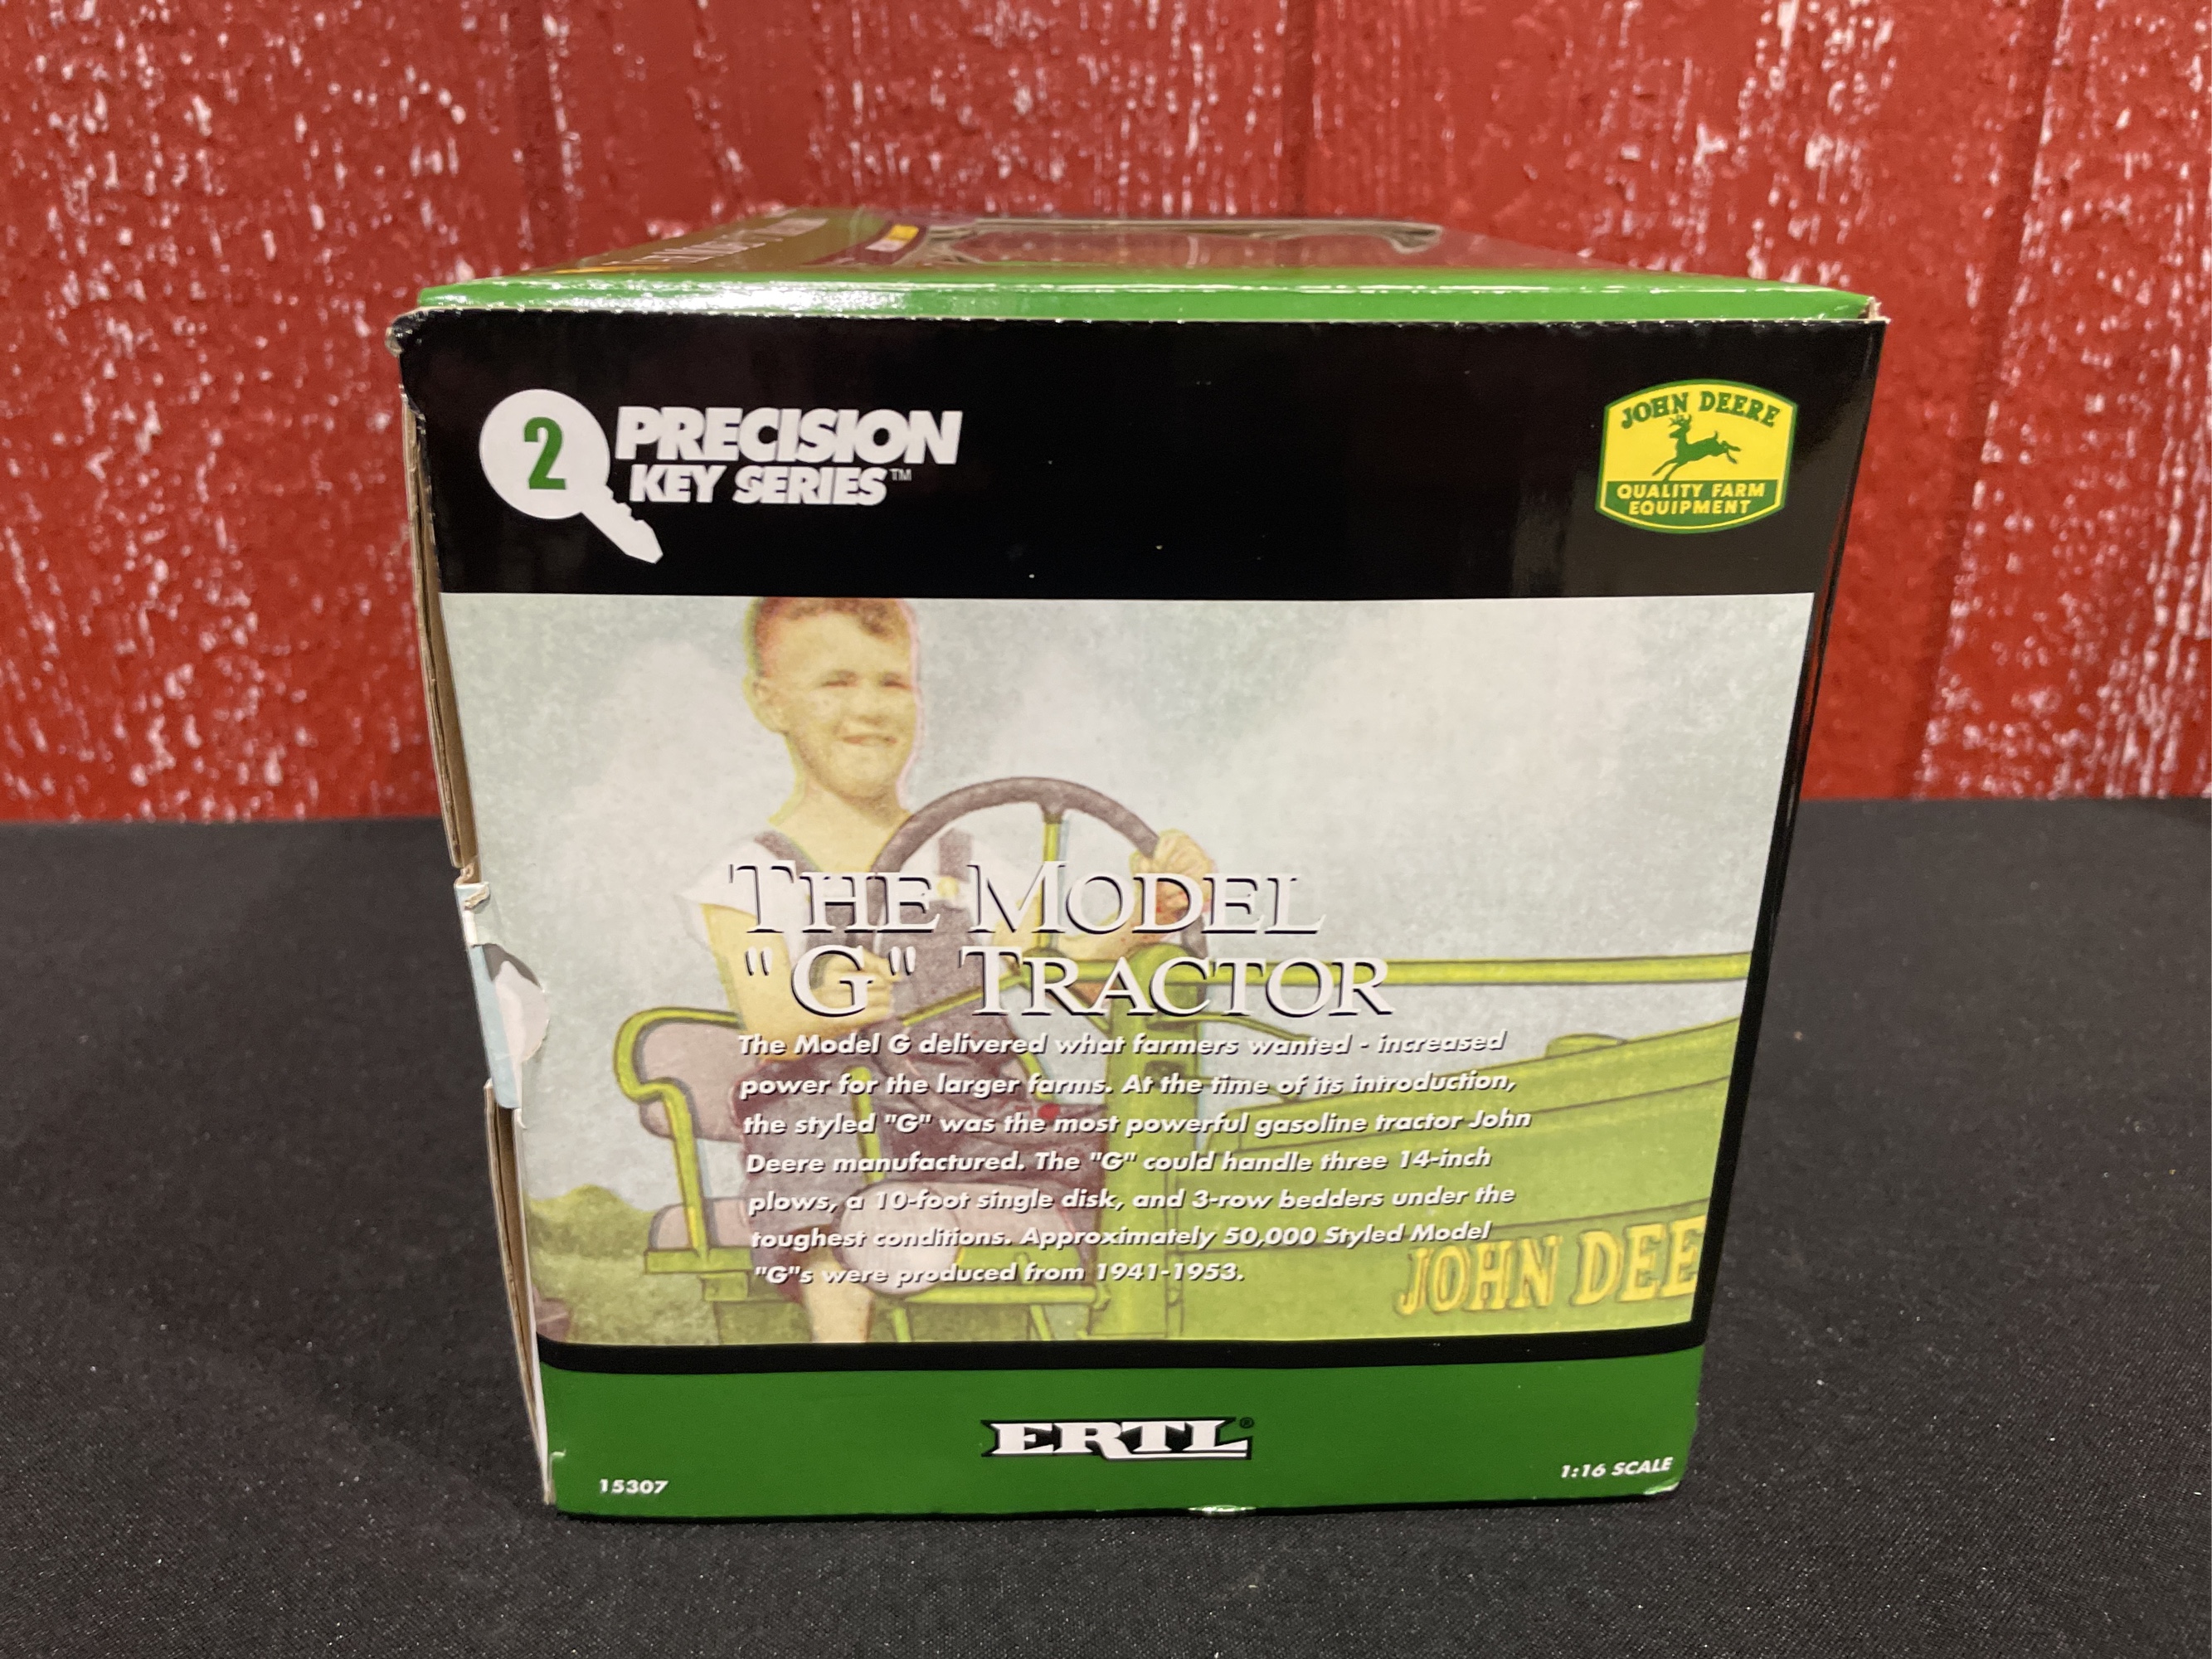 2
PRECISION
KEY SERIES™
JOHN DEERE
QUALITY FARM
EQUIPMENT
THE MODEL
"G" TRACTOR
The Model G delivered what farmers wanted - increased
power for the larger farms. At the time of its introduction,
the styled "G" was the most powerful gasoline tractor John
Deere manufactured. The "G" could handle three 14-inch
plows, a 10-foot single disk, and 3-row bedders under the
toughest conditions. Approximately 50,000 Styled Model
"G"s were produced from 1941-1953.
JOHN DEE
ERTL®
15307
1:16 SCALE